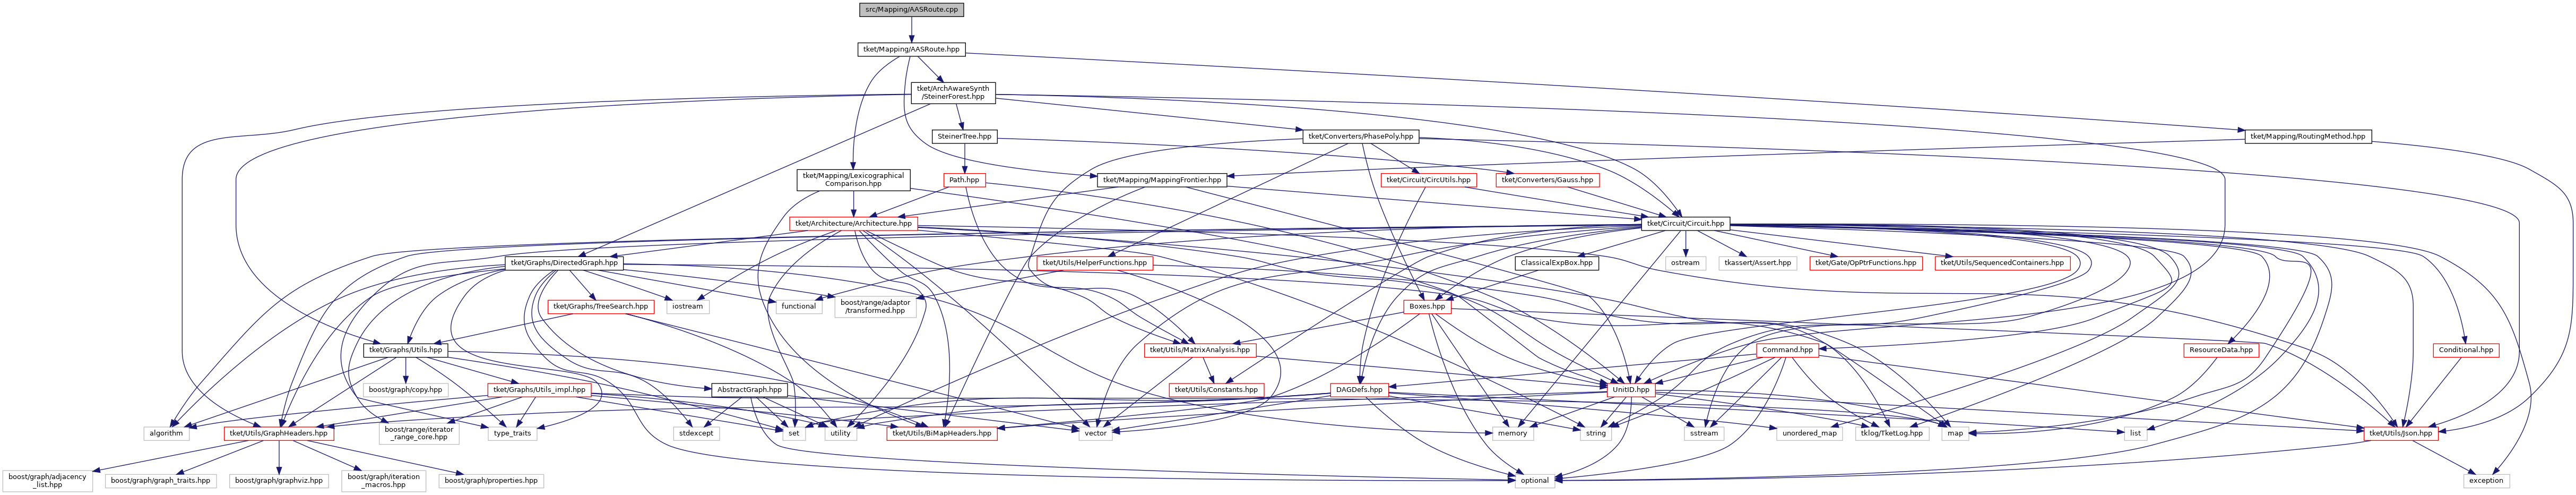 src/Mapping/AASRoute.cpp
tket/Mapping/AASRoute.hpp
tket/ArchAwareSynth
/SteinerForest.hpp
SteinerTree.hpp
tket/Converters/PhasePoly.hpp
tket/Mapping/RoutingMethod.hpp
tket/Mapping/Lexicographical
Comparison.hpp
Path.hpp
tket/Mapping/MappingFrontier.hpp
tket/Circuit/CircUtils.hpp
tket/Converters/Gauss.hpp
tket/Architecture/Architecture.hpp
tket/Circuit/Circuit.hpp
tket/Graphs/DirectedGraph.hpp
tket/Utils/HelperFunctions.hpp
ClassicalExpBox.hpp
ostream
tkassert/Assert.hpp
tket/Gate/OpPtrFunctions.hpp
tket/Utils/SequencedContainers.hpp
tket/Graphs/TreeSearch.hpp
iostream
functional
boost/range/adaptor
/transformed.hpp
Boxes.hpp
tket/Graphs/Utils.hpp
tket/Utils/MatrixAnalysis.hpp
Command.hpp
ResourceData.hpp
Conditional.hpp
boost/graph/copy.hpp
tket/Graphs/Utils_impl.hpp
AbstractGraph.hpp
tket/Utils/Constants.hpp
DAGDefs.hpp
UnitID.hpp
algorithm
tket/Utils/GraphHeaders.hpp
boost/range/iterator
_range_core.hpp
type_traits
stdexcept
set
utility
tket/Utils/BiMapHeaders.hpp
vector
memory
string
sstream
unordered_map
tklog/TketLog.hpp
map
list
tket/Utils/Json.hpp
boost/graph/adjacency
_list.hpp
boost/graph/graph_traits.hpp
boost/graph/graphviz.hpp
boost/graph/iteration
_macros.hpp
boost/graph/properties.hpp
optional
exception